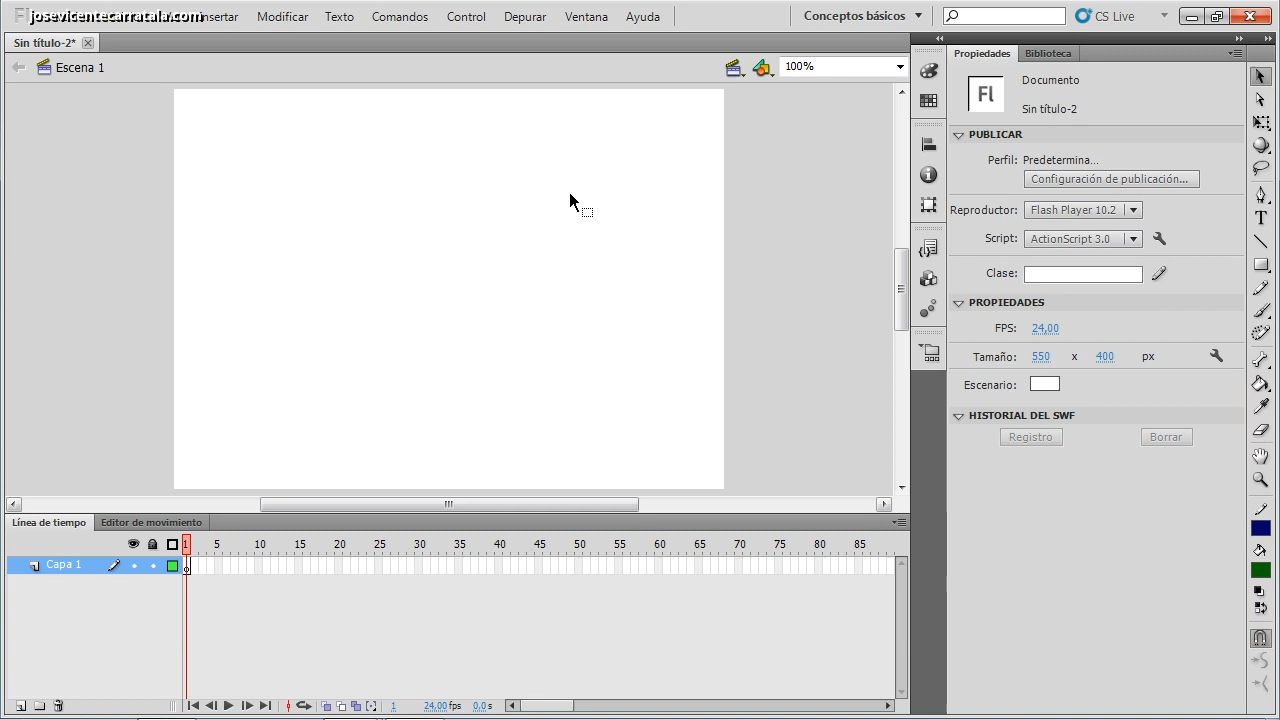 josevicentecarratala.com
Insertar Modificar Texto Comandos Control Depurar Ventana Ayuda Conceptos básicos CS Live
Sin título-2*
Escena 1
100%
Propiedades Biblioteca
Fl
Documento
Sin título-2
PUBLICAR
Perfil: Predetermina...
Configuración de publicación...
Reproductor: Flash Player 10.2
Script: ActionScript 3.0
Clase:
PROPIEDADES
FPS: 24,00
Tamaño: 550 x 400 px
Escenario:
HISTORIAL DEL SWF
Registro Borrar
Línea de tiempo Editor de movimiento
1 5 10 15 20 25 30 35 40 45 50 55 60 65 70 75 80 85
Capa 1
1 24,00 fps 0,0 s